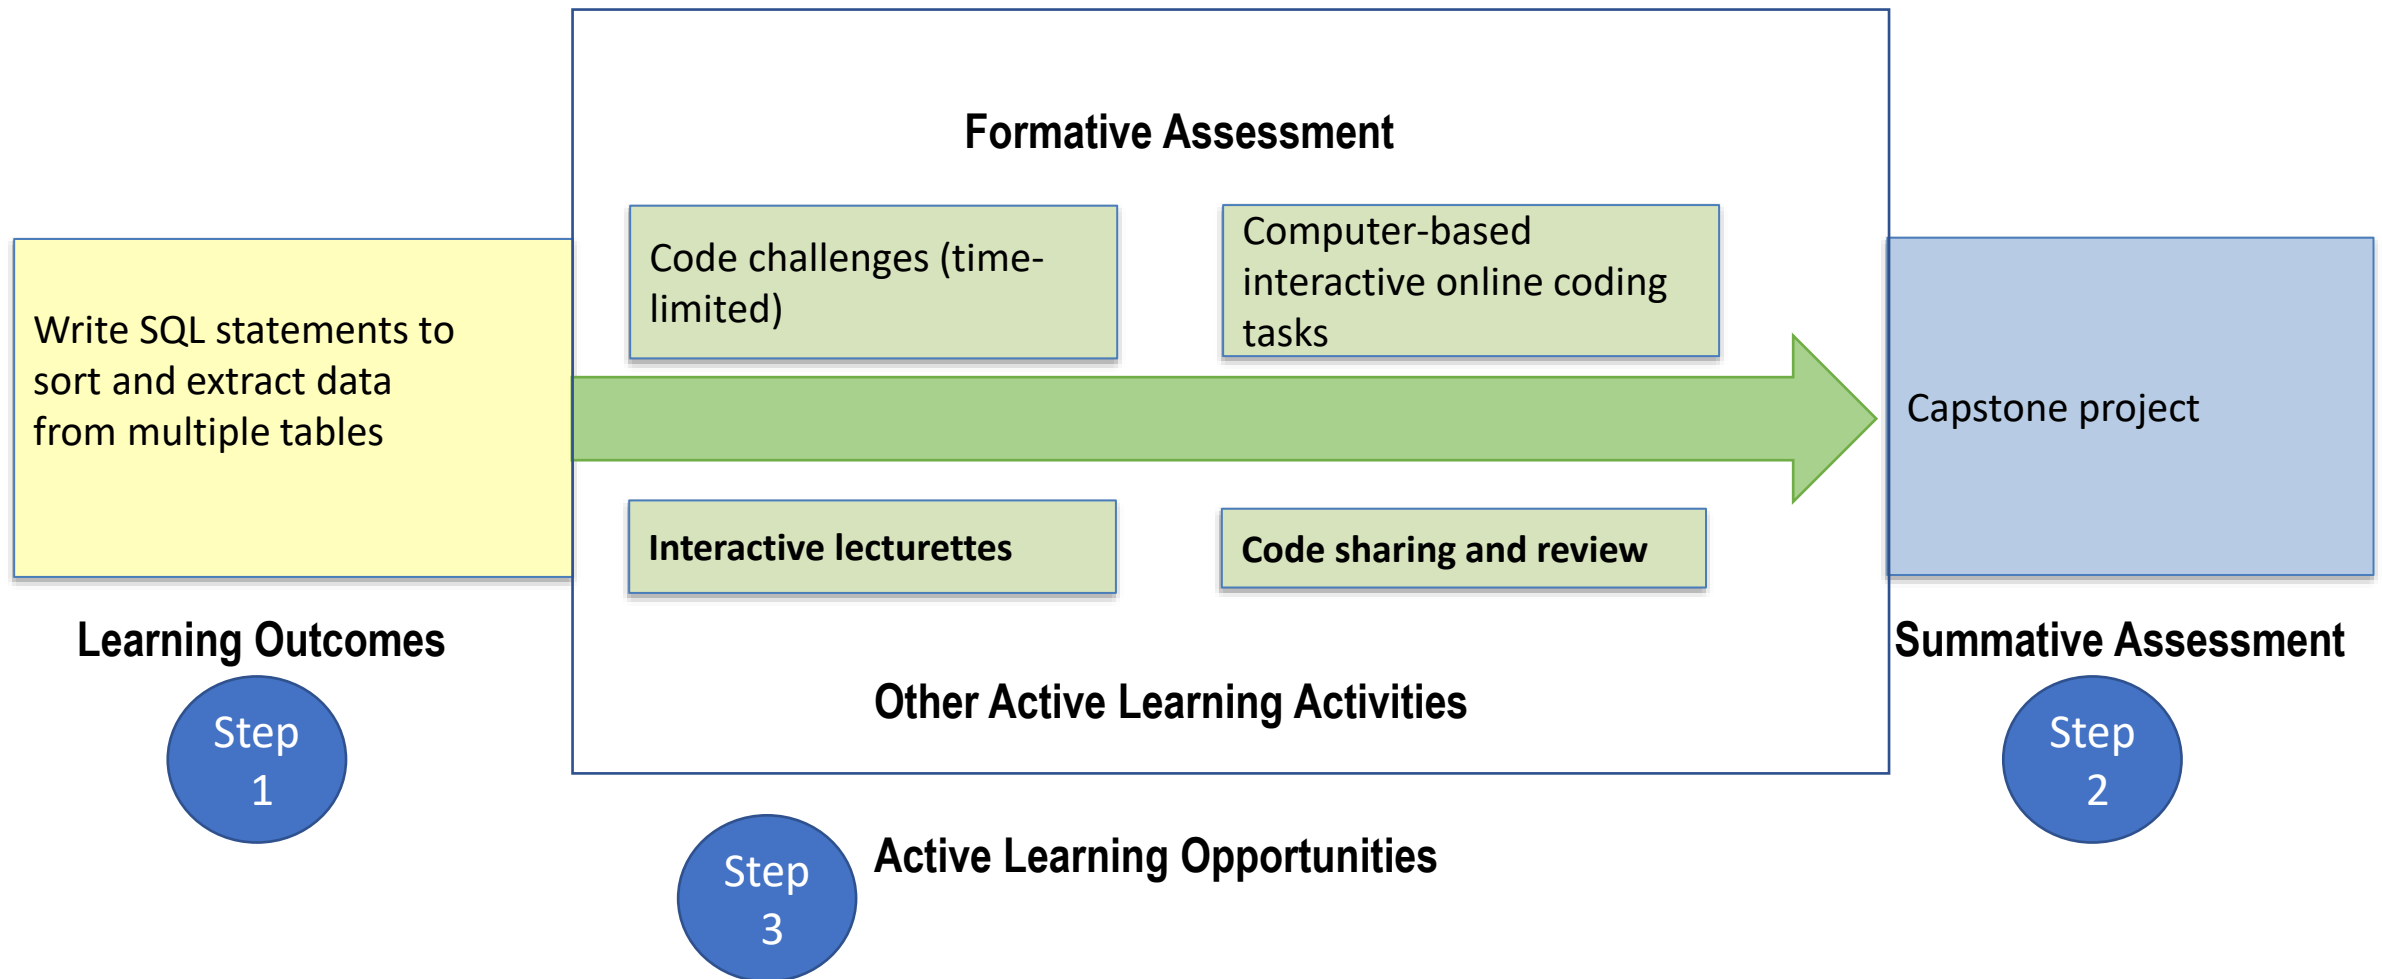 Formative Assessment
Code challenges (time-
limited)
Computer-based
interactive online coding
tasks
Write SQL statements to
sort and extract data
from multiple tables
Capstone project
Interactive lecturettes
Code sharing and review
Learning Outcomes
Summative Assessment
Other Active Learning Activities
Step
1
Step
2
Active Learning Opportunities
Step
3